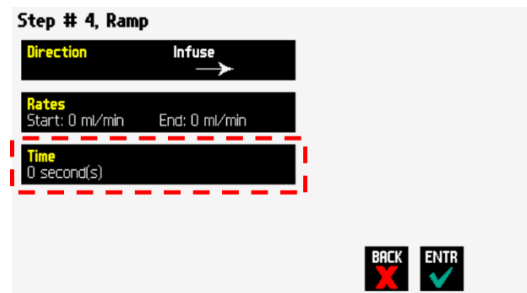 Step # 4, Ramp
Direction Infuse
Rates
Start: 0 ml/min End: 0 ml/min
Time
0 second(s)
BACK ENTR